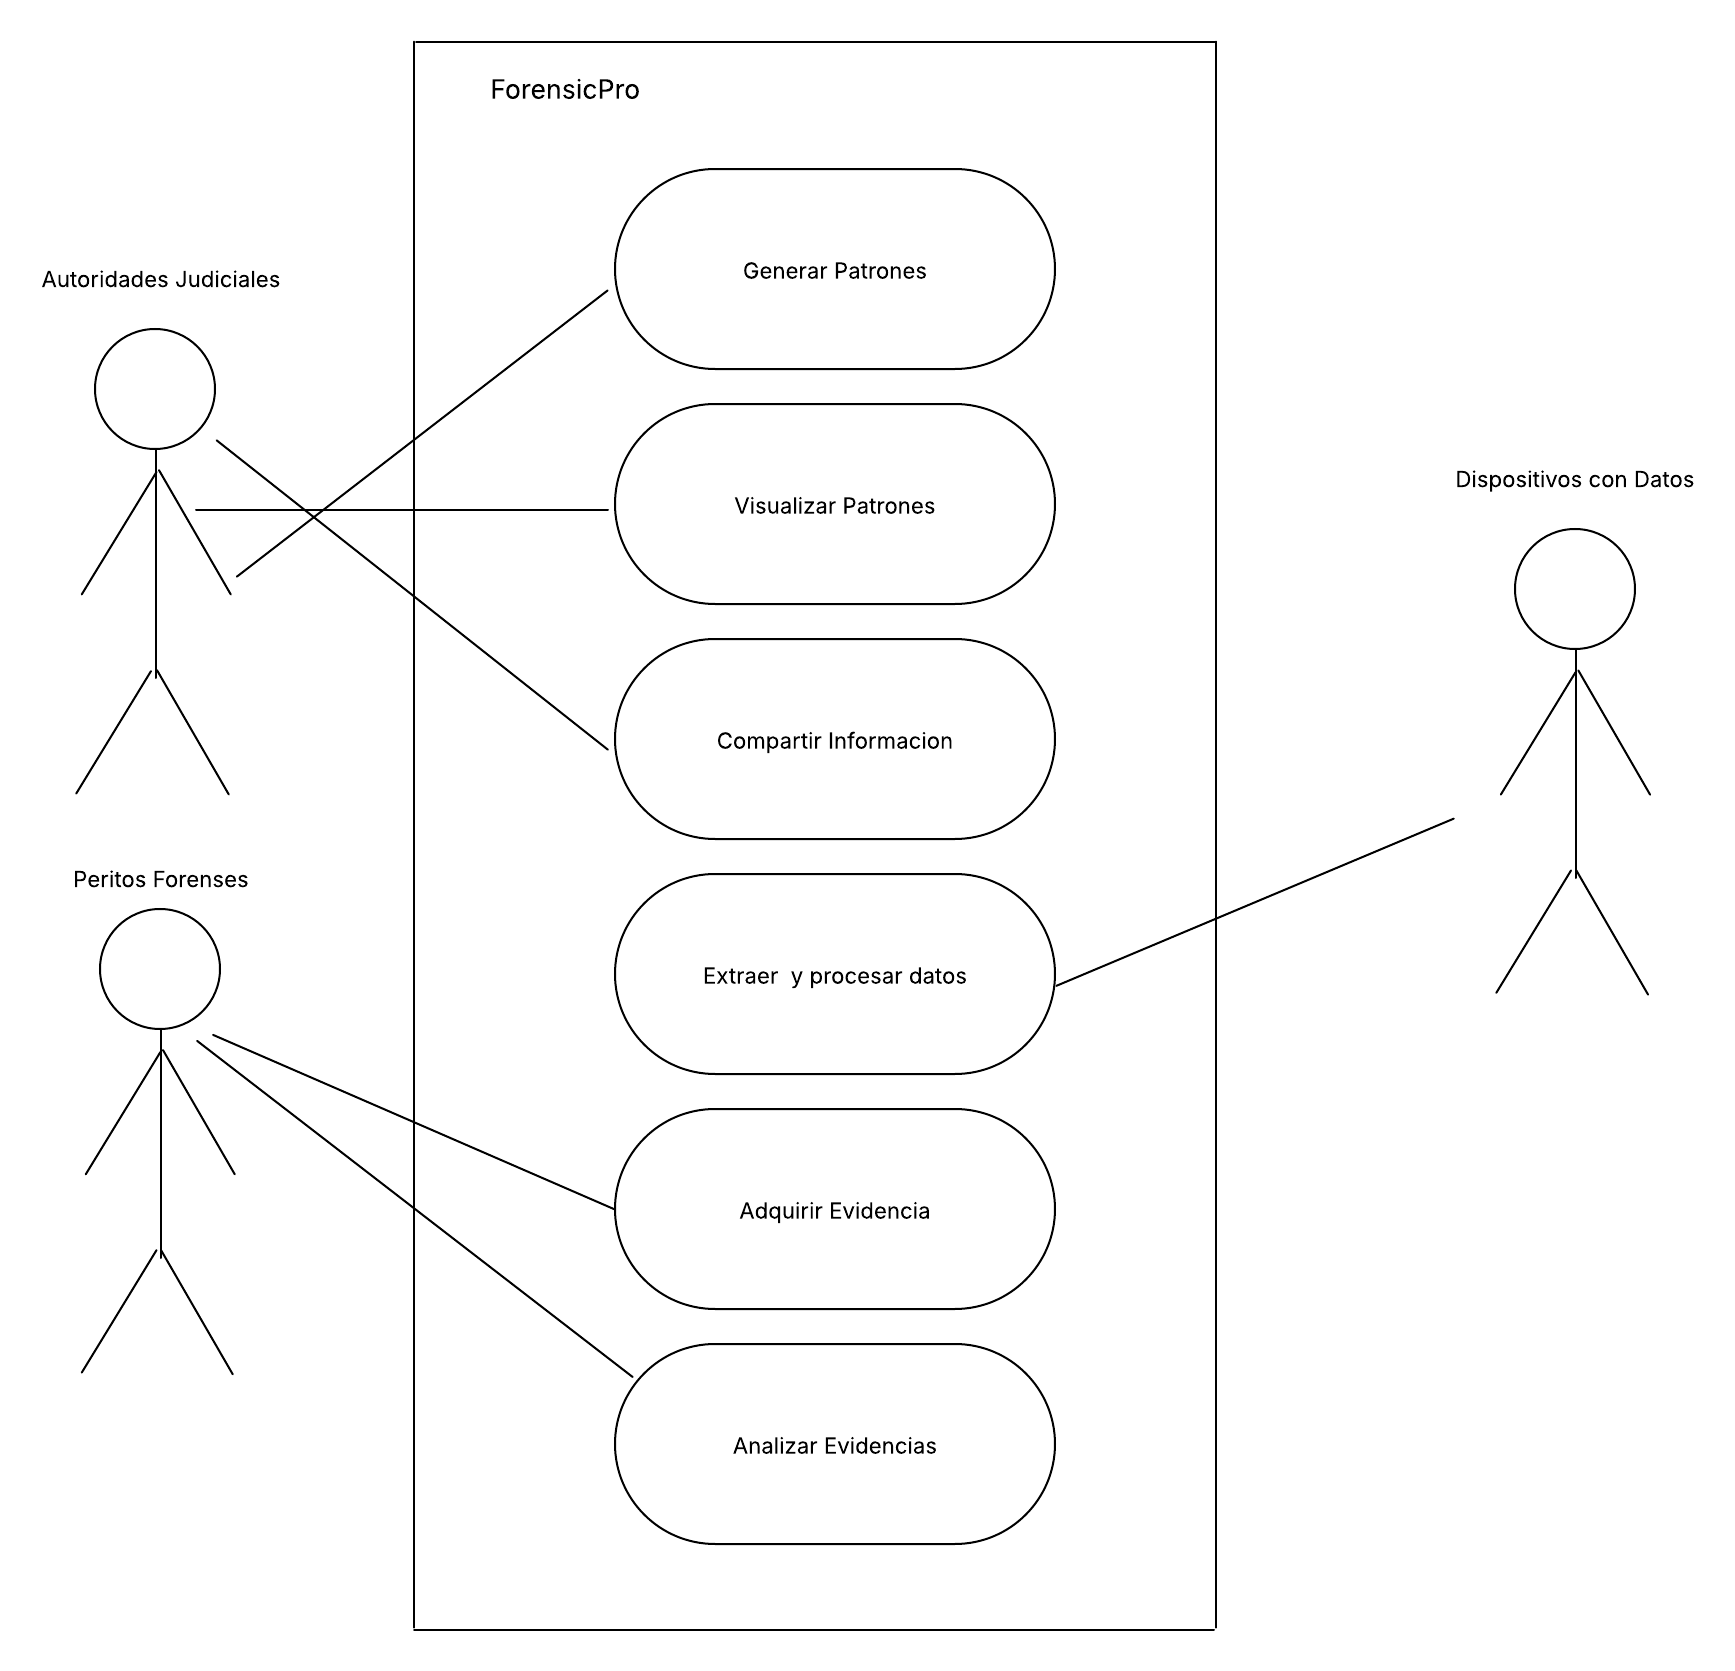 ForensicPro
Autoridades Judiciales
Generar Patrones
Visualizar Patrones
Dispositivos con Datos
Compartir Informacion
Peritos Forenses
Extraer  y procesar datos
Adquirir Evidencia
Analizar Evidencias